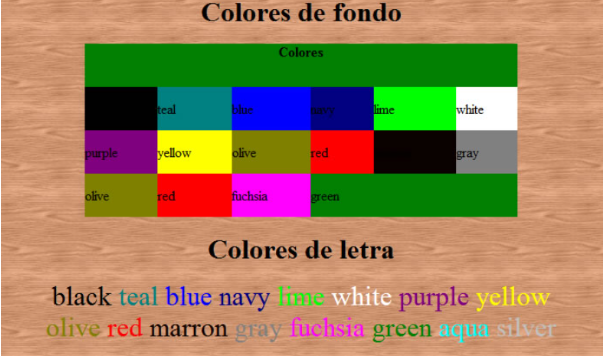 Colores de fondo
Colores
teal blue navy lime white
purple yellow olive red gray
olive red fuchsia green
Colores de letra
black teal blue navy lime white purple yellow
olive red marron gray fuchsia green aqua silver